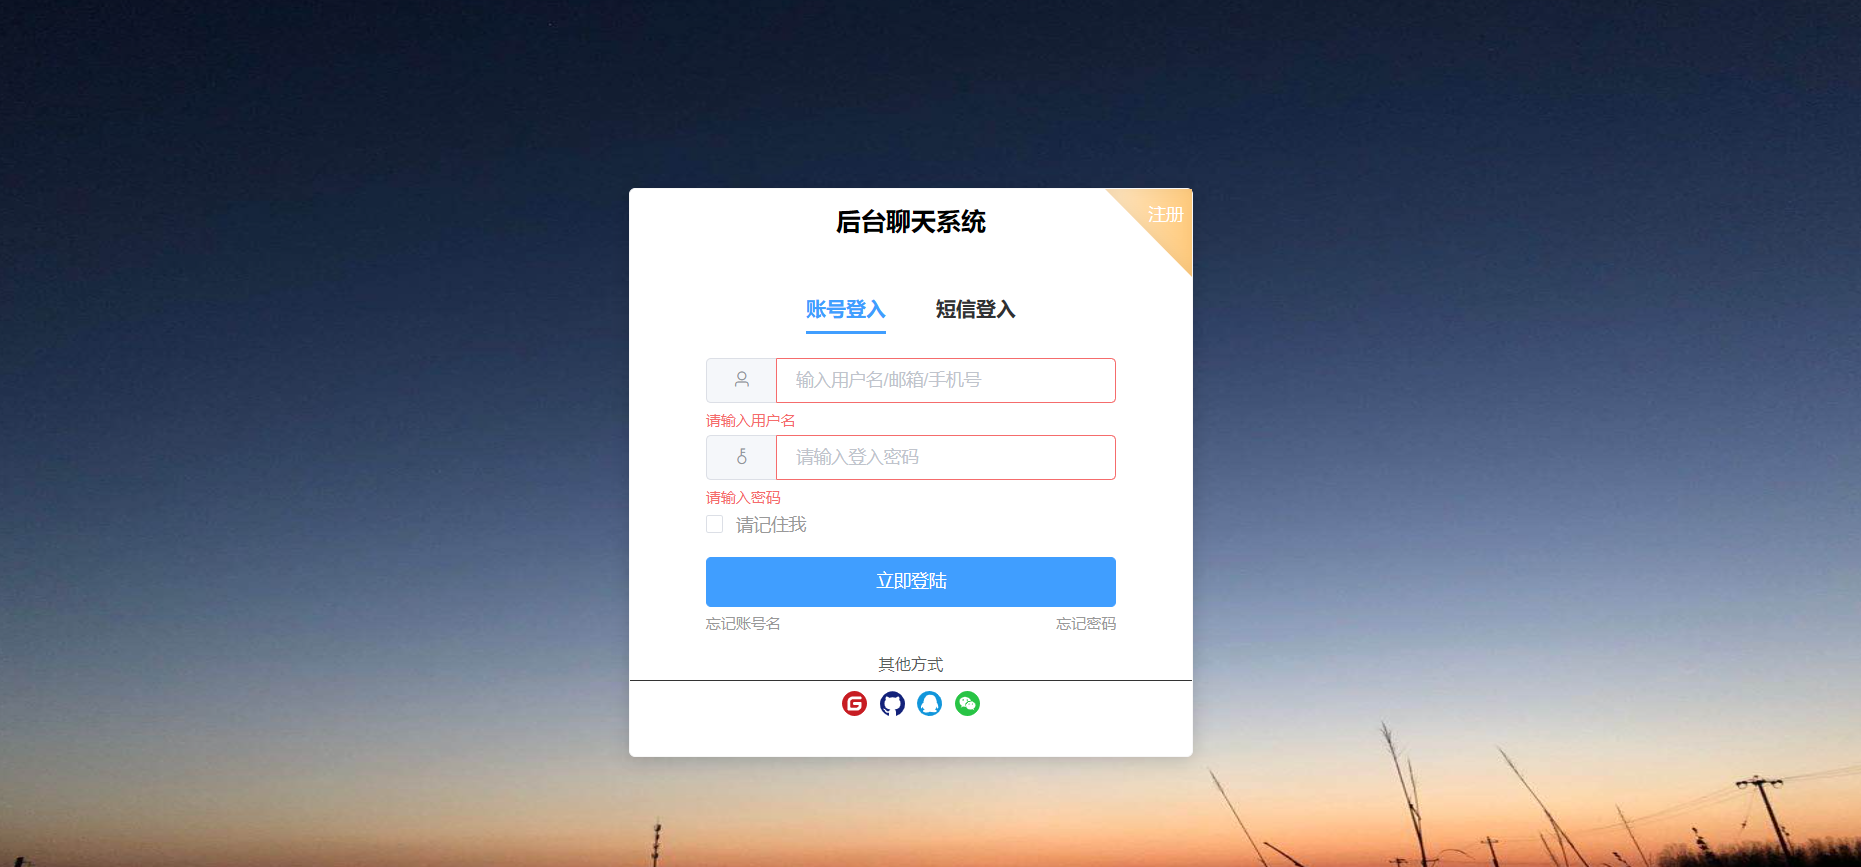 后台聊天系统
注册
账号登入
短信登入
输入用户名/邮箱/手机号
请输入用户名
请输入登入密码
请输入密码
请记住我
立即登陆
忘记账号名
忘记密码
其他方式